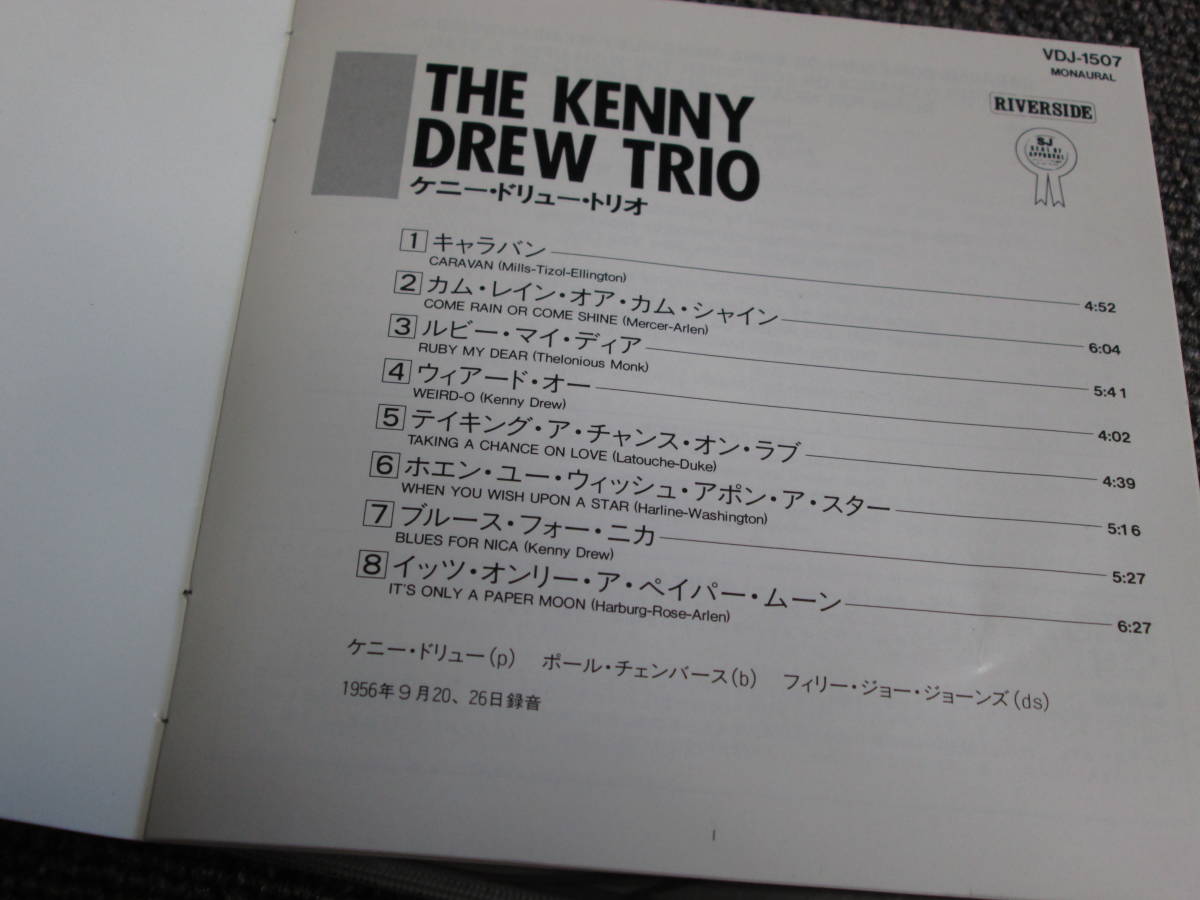 VDJ-1507
MONAURAL
RIVERSIDE
SJ
SEAL OF
APPROVAL
THE KENNY
DREW TRIO
ケニー・ドリュー・トリオ
1 キャラバン 4:52
CARAVAN (Mills-Tizol-Ellington)
2 カム・レイン・オア・カム・シャイン 6:04
COME RAIN OR COME SHINE (Mercer-Arlen)
3 ルビー・マイ・ディア 5:41
RUBY MY DEAR (Thelonious Monk)
4 ウィアード・オー 4:02
WEIRD-O (Kenny Drew)
5 テイキング・ア・チャンス・オン・ラブ 4:39
TAKING A CHANCE ON LOVE (Latouche-Duke)
6 ホエン・ユー・ウィッシュ・アポン・ア・スター 5:16
WHEN YOU WISH UPON A STAR (Harline-Washington)
7 ブルース・フォー・ニカ 5:27
BLUES FOR NICA (Kenny Drew)
8 イッツ・オンリー・ア・ペイパー・ムーン 6:27
IT'S ONLY A PAPER MOON (Harburg-Rose-Arlen)
ケニー・ドリュー(p) ポール・チェンバース(b) フィリー・ジョー・ジョーンズ(ds)
1956年9月20、26日録音
1